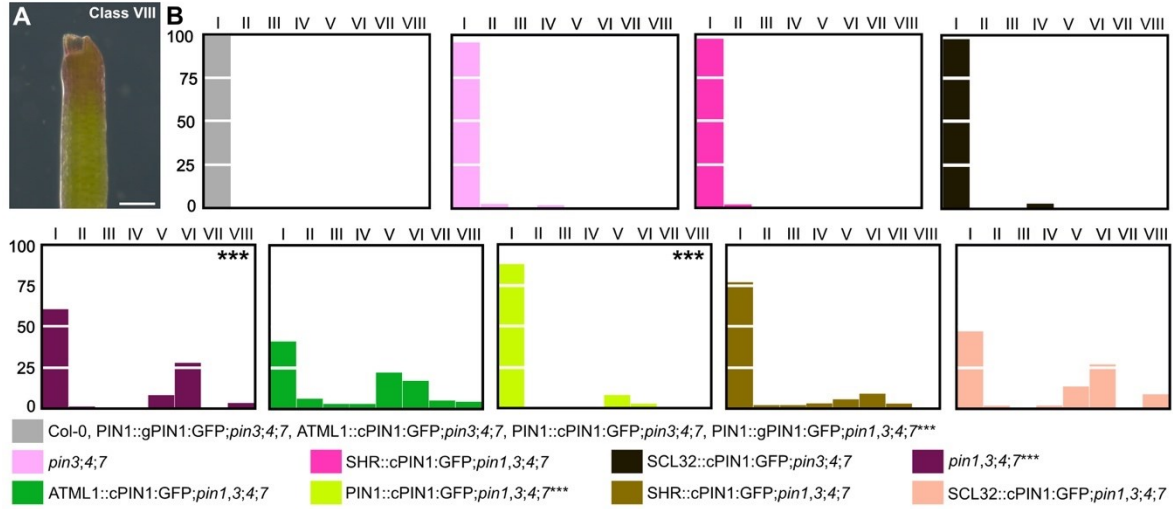 A
Class VIII
B
I II III IV V VI VII VIII
I II III IV V VI VII VIII
I II III IV V VI VII VIII
I II III IV V VI VII VIII
100
75
50
25
0
I II III IV V VI VII VIII
I II III IV V VI VII VIII
I II III IV V VI VII VIII
I II III IV V VI VII VIII
I II III IV V VI VII VIII
100
75
50
25
0
***
***
Col-0, PIN1::gPIN1:GFP;pin3;4;7, ATML1::cPIN1:GFP;pin3;4;7, PIN1::cPIN1:GFP;pin3;4;7, PIN1::gPIN1:GFP;pin1,3;4;7***
pin3;4;7 SHR::cPIN1:GFP;pin3;4;7 SCL32::cPIN1:GFP;pin3;4;7 pin1,3;4;7***
ATML1::cPIN1:GFP;pin1,3;4;7 PIN1::cPIN1:GFP;pin1,3;4;7*** SHR::cPIN1:GFP;pin1,3;4;7 SCL32::cPIN1:GFP;pin1,3;4;7